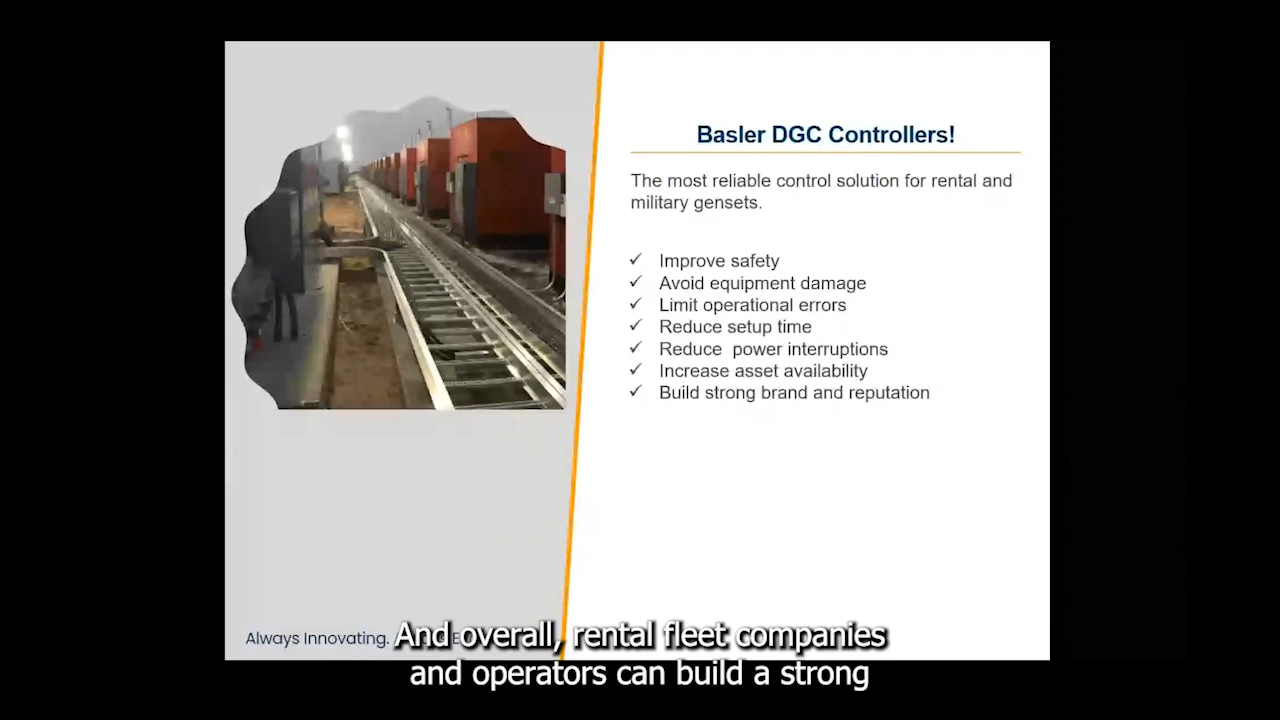 Basler DGC Controllers!
The most reliable control solution for rental and
military gensets.
✓ Improve safety
✓ Avoid equipment damage
✓ Limit operational errors
✓ Reduce setup time
✓ Reduce power interruptions
✓ Increase asset availability
✓ Build strong brand and reputation
Always Innovating.
And overall, rental fleet companies
and operators can build a strong